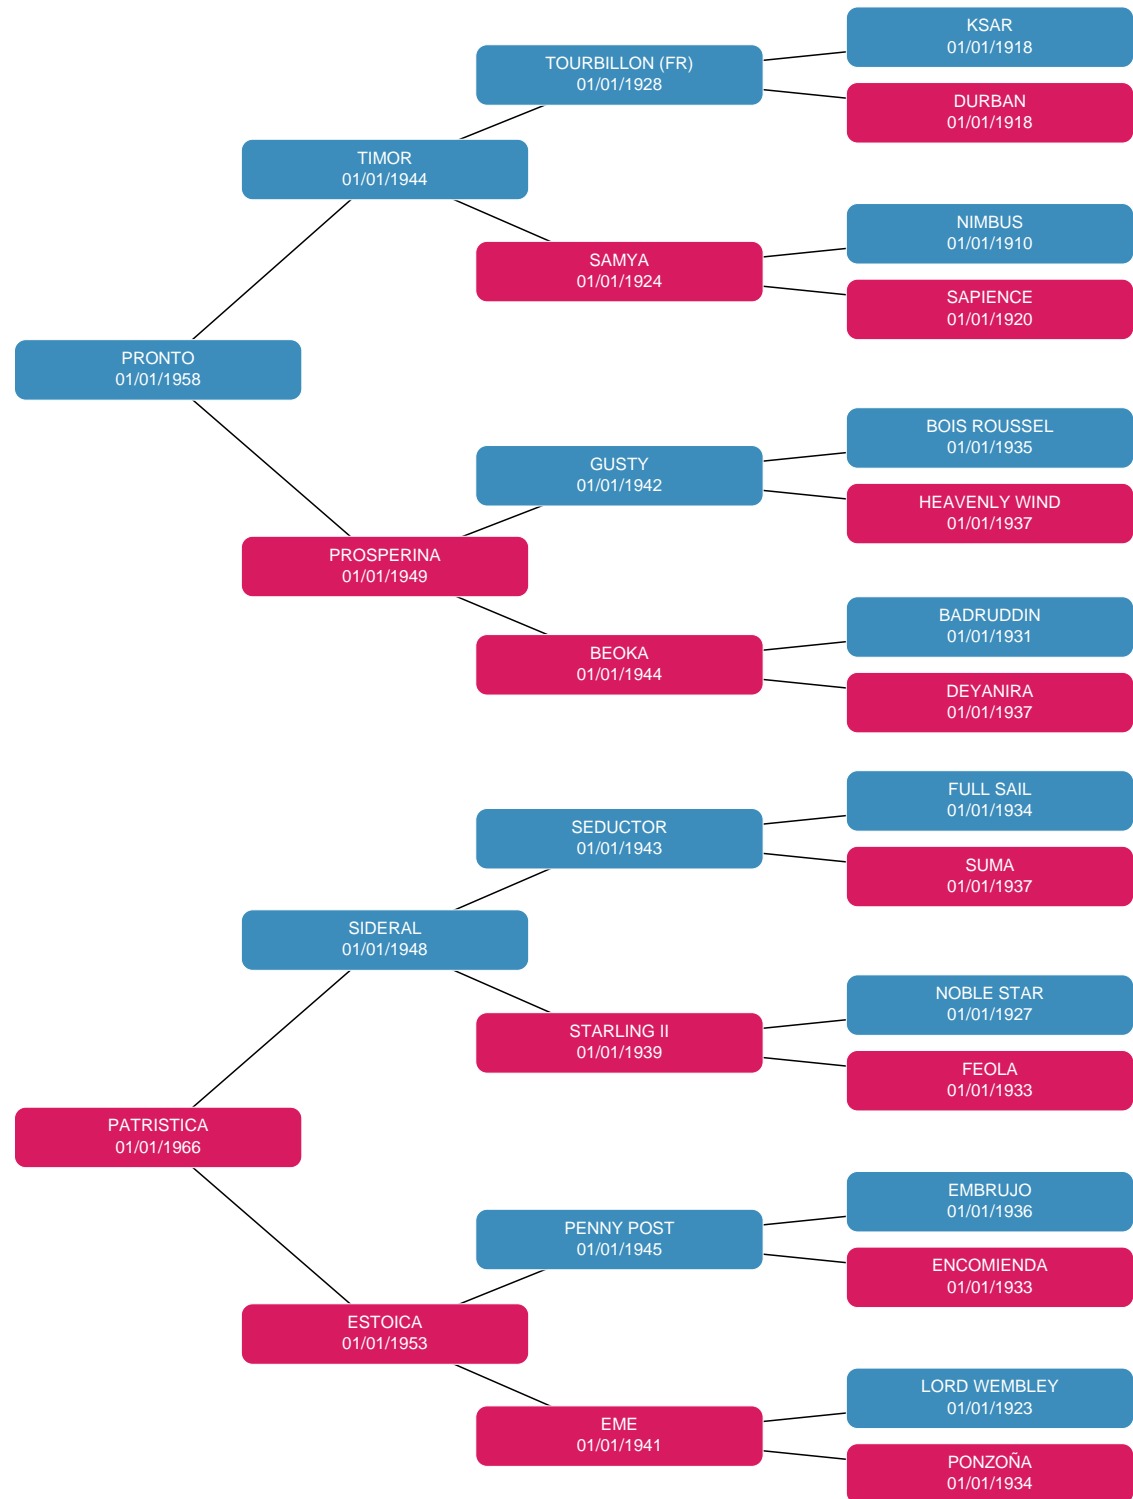 KSAR
01/01/1918
TOURBILLON (FR)
01/01/1928
DURBAN
01/01/1918
TIMOR
01/01/1944
NIMBUS
01/01/1910
SAMYA
01/01/1924
SAPIENCE
01/01/1920
PRONTO
01/01/1958
BOIS ROUSSEL
01/01/1935
GUSTY
01/01/1942
HEAVENLY WIND
01/01/1937
PROSPERINA
01/01/1949
BADRUDDIN
01/01/1931
BEOKA
01/01/1944
DEYANIRA
01/01/1937
FULL SAIL
01/01/1934
SEDUCTOR
01/01/1943
SUMA
01/01/1937
SIDERAL
01/01/1948
NOBLE STAR
01/01/1927
STARLING II
01/01/1939
FEOLA
01/01/1933
PATRISTICA
01/01/1966
EMBRUJO
01/01/1936
PENNY POST
01/01/1945
ENCOMIENDA
01/01/1933
ESTOICA
01/01/1953
LORD WEMBLEY
01/01/1923
EME
01/01/1941
PONZOÑA
01/01/1934